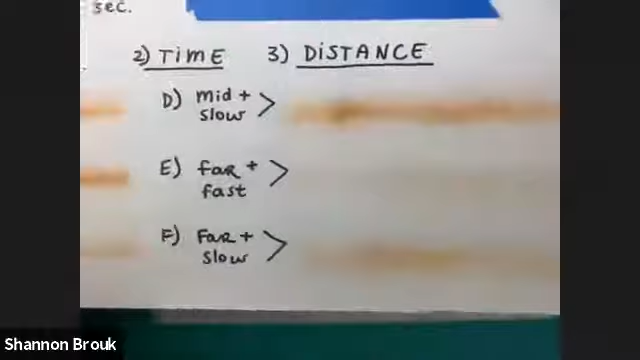 sec.
2) TIME 3) DISTANCE
D) mid +
slow >
E) far +
fast >
F) Far +
slow >
Shannon Brouk